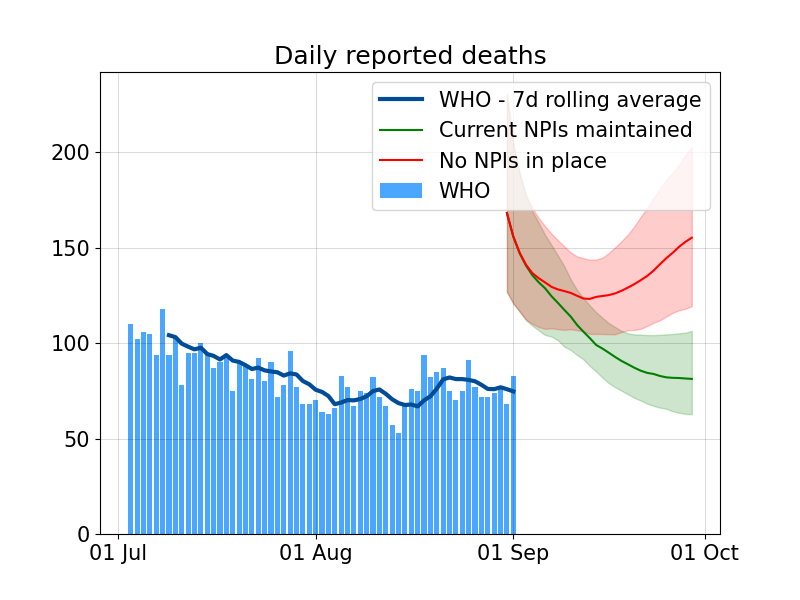 Daily reported deaths
WHO - 7d rolling average
Current NPIs maintained
No NPIs in place
WHO
200
150
100
50
0
01 Jul
01 Aug
01 Sep
01 Oct